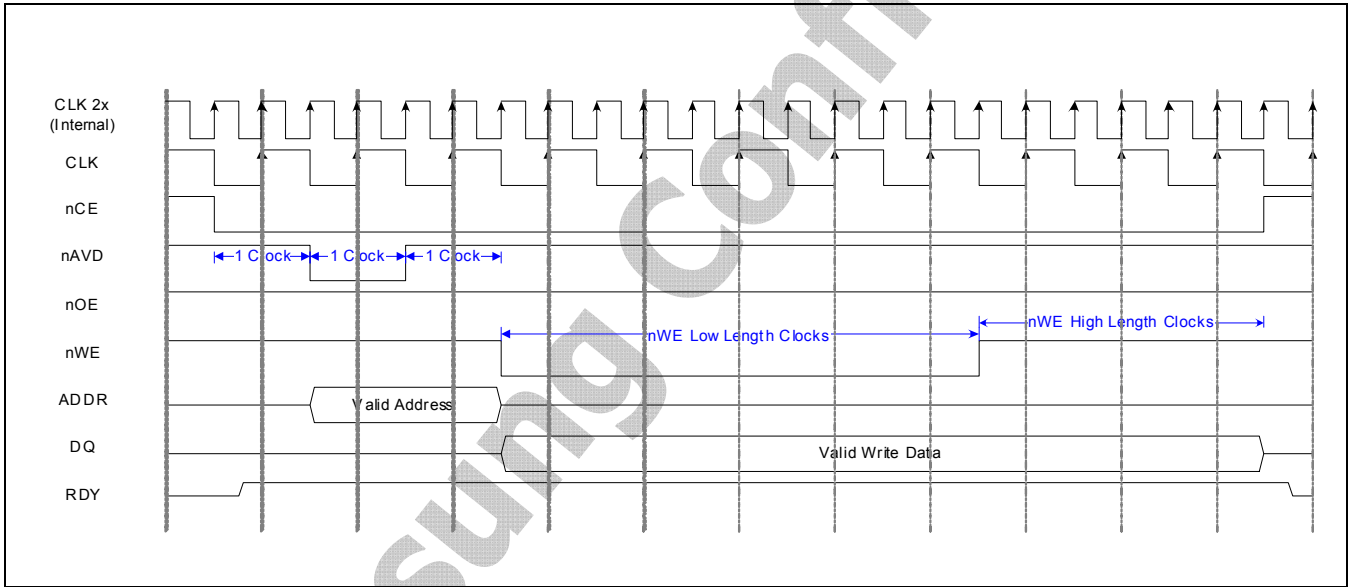 CLK 2x
(Internal)
CLK
nCE
nAVD
1 Clock
1 Clock
1 Clock
nOE
nWE High Length Clocks
nWE Low Length Clocks
nWE
ADDR
Valid Address
DQ
Valid Write Data
RDY